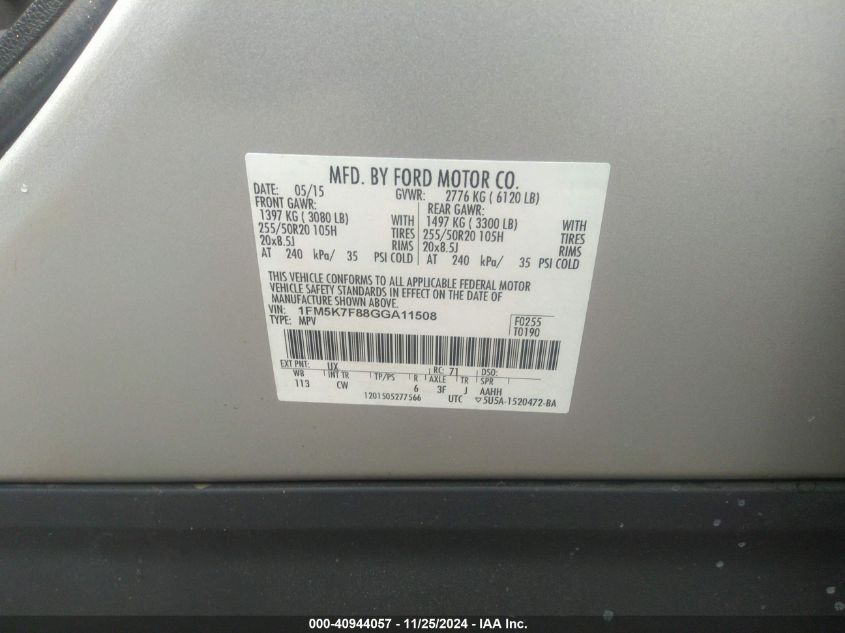 MFD. BY FORD MOTOR CO.
DATE: 05/15 GVWR: 2776 KG ( 6120 LB)
FRONT GAWR: REAR GAWR:
1397 KG ( 3080 LB) WITH 1497 KG ( 3300 LB) WITH
255/50R20 105H TIRES 255/50R20 105H TIRES
20x8.5J RIMS 20x8.5J RIMS
AT 240 kPa/ 35 PSI COLD AT 240 kPa/ 35 PSI COLD
THIS VEHICLE CONFORMS TO ALL APPLICABLE FEDERAL MOTOR
VEHICLE SAFETY STANDARDS IN EFFECT ON THE DATE OF
MANUFACTURE SHOWN ABOVE.
VIN: 1FM5K7F88GGA11508
TYPE: MPV
F0255
T0190
EXT PNT: UX RC: 71 DSO:
WB INT TR TP/PS R AXLE TR SPR
113 CW 6 3F J AAHH
1201505277566 UTC ▽5U5A-1520472-BA
000-40944057 - 11/25/2024 - IAA Inc.